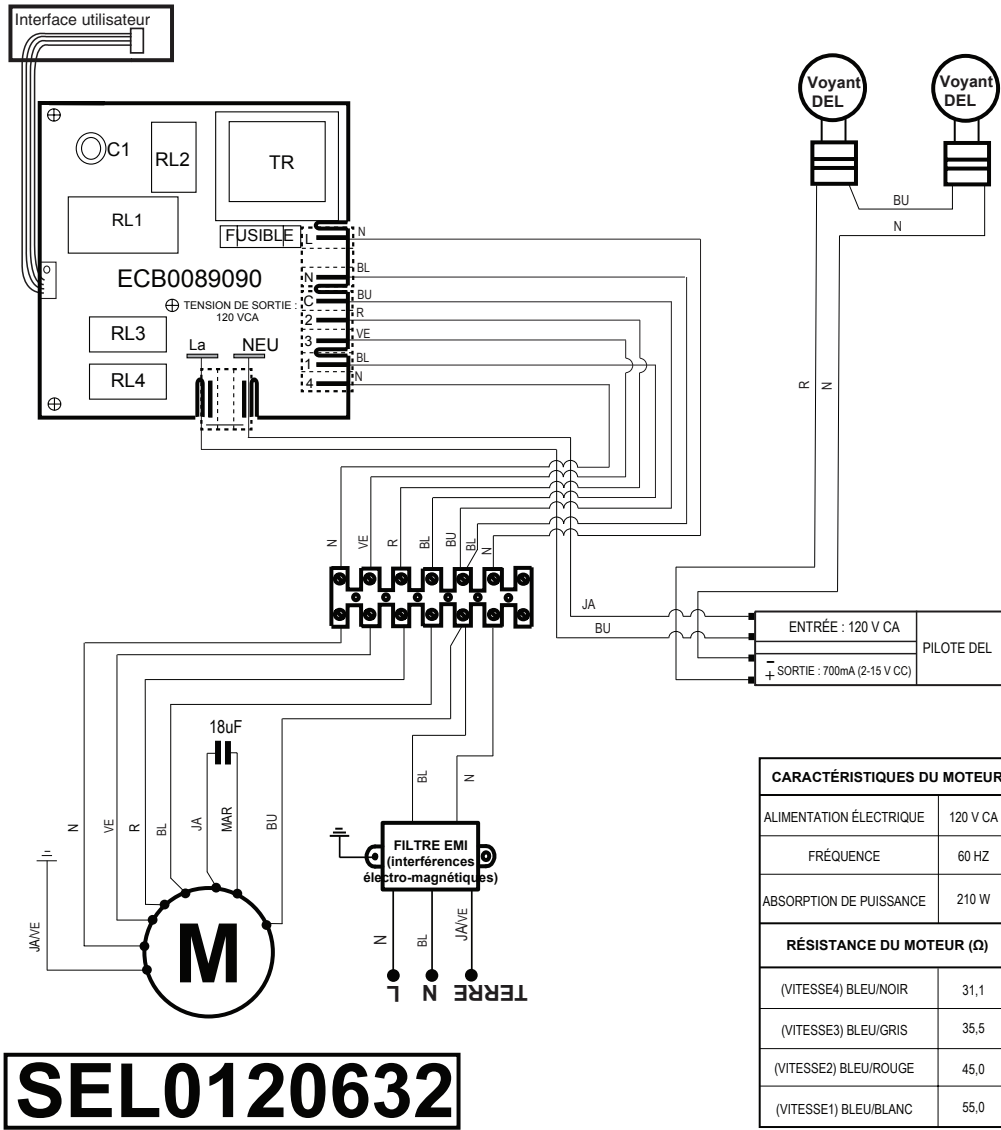 Interface utilisateur
C1
RL2
TR
RL1
FUSIBLE
L
N
ECB0089090
N
BL
C
BU
TENSION DE SORTIE :
120 VCA
2
R
RL3
3
VE
La
NEU
1
BL
RL4
4
N
Voyant
DEL
Voyant
DEL
BU
N
R
N
N
VE
R
BL
BU
BL
N
JA
BU
ENTRÉE : 120 V CA
PILOTE DEL
–
+
SORTIE : 700mA (2-15 V CC)
18uF
N
VE
R
BL
JA
MAR
BU
BL
N
JA/VE
M
FILTRE EMI
(interférences
électro-magnétiques)
N
BL
JA/VE
L
N
TERRE
CARACTÉRISTIQUES DU MOTEUR
ALIMENTATION ÉLECTRIQUE 120 V CA
FRÉQUENCE 60 HZ
ABSORPTION DE PUISSANCE 210 W
RÉSISTANCE DU MOTEUR (Ω)
(VITESSE4) BLEU/NOIR 31,1
(VITESSE3) BLEU/GRIS 35,5
(VITESSE2) BLEU/ROUGE 45,0
(VITESSE1) BLEU/BLANC 55,0
SEL0120632